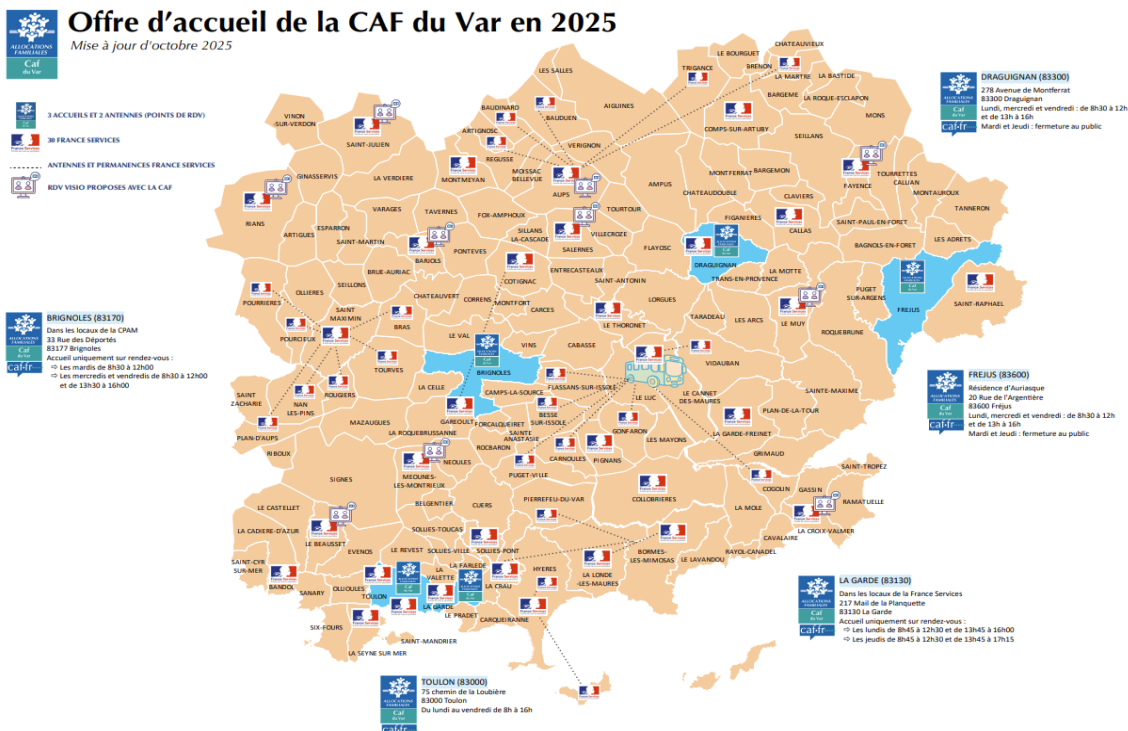 Offre d'accueil de la CAF du Var en 2025
Mise à jour d'octobre 2025
ALLOCATIONS
FAMILIALES
Caf
du Var
3 ACCUEILS ET 2 ANTENNES (POINTS DE RDV)
30 FRANCE SERVICES
ANTENNES ET PERMANENCES FRANCE SERVICES
RDV VISIO PROPOSES AVEC LA CAF
DRAGUIGNAN (83300)
278 Avenue de Montferrat
83300 Draguignan
Lundi, mercredi et vendredi : de 8h30 à 12h
et de 13h à 16h
Mardi et Jeudi : fermeture au public
caf.fr
BRIGNOLES (83170)
Dans les locaux de la CPAM
33 Rue des Déportés
83177 Brignoles
Accueil uniquement sur rendez-vous :
⇨ Les mardis de 8h30 à 12h00
⇨ Les mercredis et vendredis de 8h30 à 12h00
et de 13h30 à 16h00
caf.fr
FREJUS (83600)
Résidence d'Auriasque
20 Rue de l'Argentière
83600 Fréjus
Lundi, mercredi et vendredi : de 8h30 à 12h
et de 13h à 16h
Mardi et Jeudi : fermeture au public
caf.fr
LA GARDE (83130)
Dans les locaux de la France Services
217 Mail de la Planquette
83130 La Garde
Accueil uniquement sur rendez-vous :
⇨ Les lundis de 8h45 à 12h30 et de 13h45 à 16h00
⇨ Les jeudis de 8h45 à 12h30 et de 13h45 à 17h15
caf.fr
TOULON (83000)
75 chemin de la Loubière
83000 Toulon
Du lundi au vendredi de 8h à 16h
caf.fr
CHATEAUVIEUX
LE BOURGUET
BRENON
TRIGANCE
LA MARTRE
LA BASTIDE
LES SALLES
BARGEME
LA ROQUE-ESCLAPON
AIGUINES
BAUDINARD
BAUDUEN
MONS
VINON
-SUR-VERDON
COMPS-SUR-ARTUBY
ARTIGNOSC
SEILLANS
SAINT-JULIEN
VERIGNON
REGUSSE
MOISSAC
BELLEVUE
MONTFERRAT
BARGEMON
TOURRETTES
GINASSERVIS
LA VERDIERE
MONTMEYAN
AMPUS
CALLIAN
FAYENCE
MONTAUROUX
CHATEAUDOUBLE
AUPS
CLAVIERS
TANNERON
VARAGES
TAVERNES
FOX-AMPHOUX
TOURTOUR
FIGANIERES
RIANS
ESPARRON
SILLANS
LA-CASCADE
VILLECROZE
CALLAS
SAINT-PAUL-EN-FORET
ARTIGUES
SAINT-MARTIN
BARJOLS
PONTEVES
SALERNES
FLAYOSC
BAGNOLS-EN-FORET
LES ADRETS
DRAGUIGNAN
BRUE-AURIAC
ENTRECASTEAUX
LA MOTTE
TRANS-EN-PROVENCE
SEILLONS
COTIGNAC
SAINT-ANTONIN
PUGET
SUR-ARGENS
OLLIERES
POURRIERES
CHATEAUVERT
CORRENS
MONTFORT
LORGUES
FREJUS
SAINT-RAPHAEL
SAINT
MAXIMIN
CARCES
LE THORONET
TARADEAU
LES ARCS
LE MUY
BRAS
ROQUEBRUNE
POURCIEUX
LE VAL
VINS
CABASSE
TOURVES
BRIGNOLES
VIDAUBAN
FLASSANS-SUR-ISSOLE
LA CELLE
CAMPS-LA-SOURCE
LE LUC
LE CANNET
DES-MAURES
SAINTE-MAXIME
ROUGIERS
SAINT
ZACHARIE
NAN
LES-PINS
BESSE
SUR-ISSOLE
PLAN-DE-LA-TOUR
MAZAUGUES
GAREOULT
FORCALQUEIRET
GONFARON
LA GARDE-FREINET
LA ROQUEBRUSSANNE
SAINTE
ANASTASIE
PLAN-D'AUPS
ROCBARON
LES MAYONS
RIBOUX
CARNOULES
PIGNANS
GRIMAUD
NEOULES
MEOUNES-
LES-MONTRIEUX
PUGET-VILLE
SAINT-TROPEZ
SIGNES
COGOLIN
GASSIN
PIERREFEU-DU-VAR
COLLOBRIERES
RAMATUELLE
LE CASTELLET
BELGENTIER
CUERS
LA MOLE
LA CADIERE-D'AZUR
SOLLIES-TOUCAS
LA CROIX-VALMER
CAVALAIRE
LE BEAUSSET
EVENOS
LE REVEST
SOLLIES-VILLE
SOLLIES-PONT
BORMES-
LES-MIMOSAS
RAYOL-CANADEL
LE LAVANDOU
SAINT-CYR
SUR-MER
LA
VALETTE
LA FARLEDE
HYERES
LA LONDE
-LES-MAURES
BANDOL
OLLIOULES
LA CRAU
SANARY
TOULON
LA GARDE
LE PRADET
CARQUEIRANNE
SIX-FOURS
SAINT-MANDRIER
LA SEYNE SUR MER